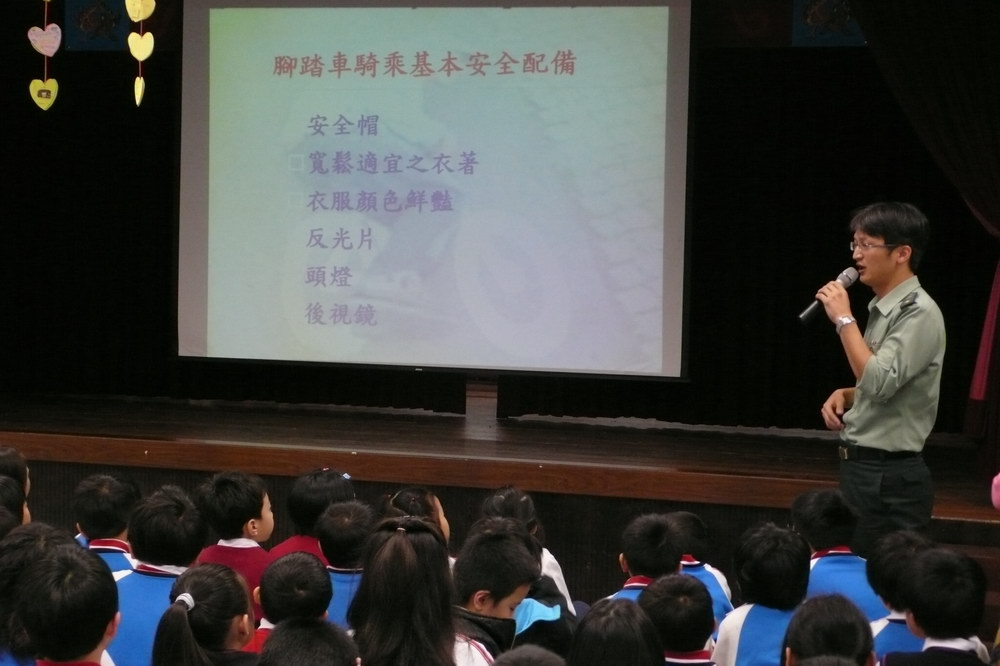 腳踏車騎乘基本安全配備
安全帽
寬鬆適宜之衣著
衣服顏色鮮豔
反光片
頭燈
後視鏡